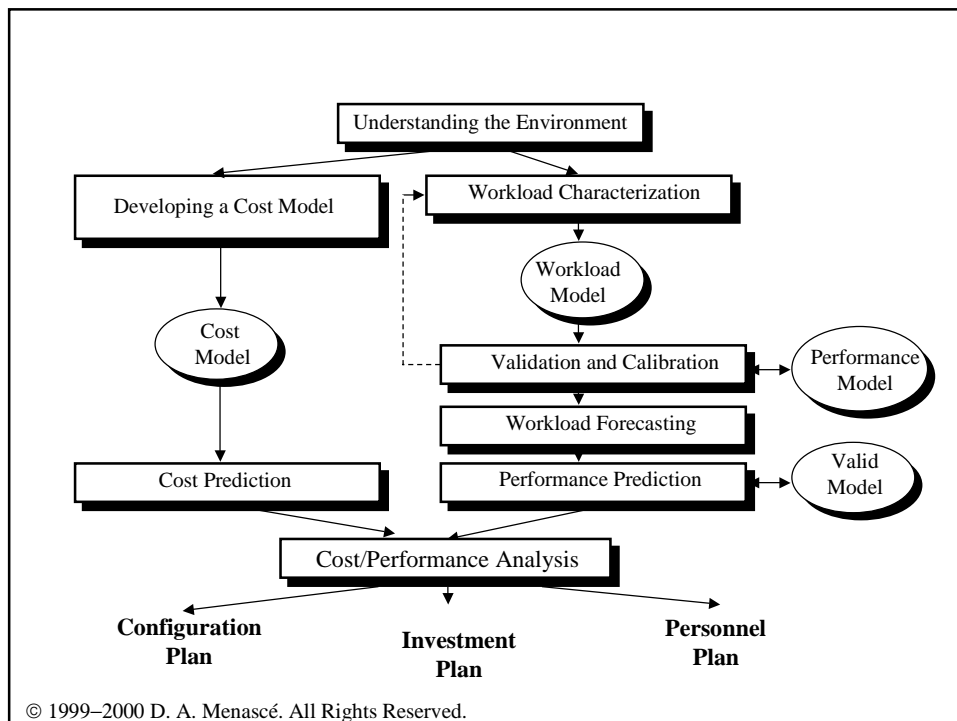 Understanding the Environment
Developing a Cost Model
Workload Characterization
Workload
Model
Cost
Model
Validation and Calibration
Performance
Model
Workload Forecasting
Cost Prediction
Performance Prediction
Valid
Model
Cost/Performance Analysis
Configuration
Plan
Investment
Plan
Personnel
Plan
© 1999–2000 D. A. Menascé. All Rights Reserved.